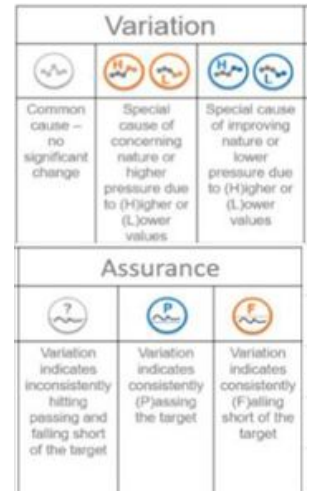 Variation
H L H L
Common
cause –
no
significant
change
Special
cause of
concerning
nature or
higher
pressure due
to (H)igher or
(L)ower
values
Special cause
of improving
nature or
lower
pressure due
to (H)igher or
(L)ower
values
Assurance
? P F
Variation
indicates
inconsistently
hitting
passing and
falling short
of the target
Variation
indicates
consistently
(P)assing
the target
Variation
indicates
consistently
(F)alling
short of the
target